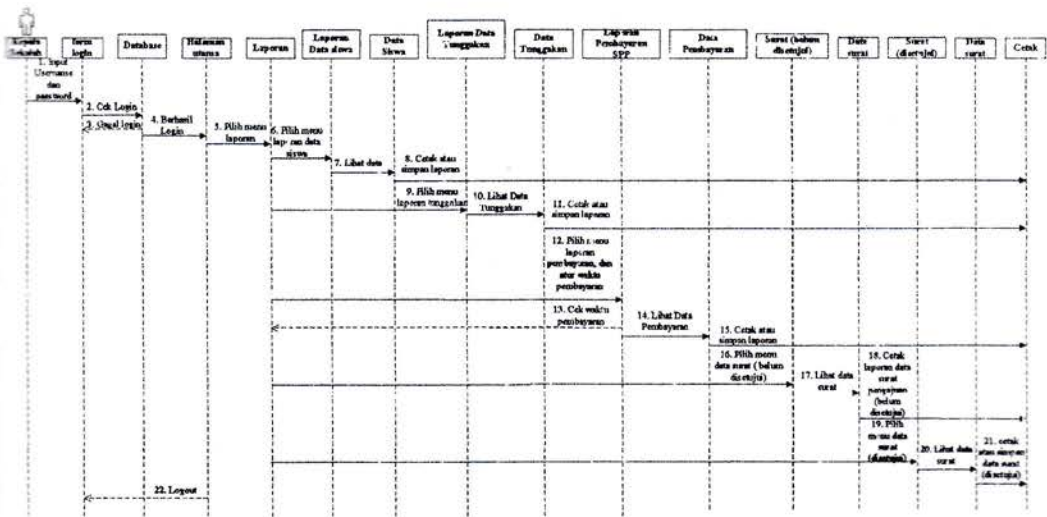 Kepala
Sekolah
form
login
Database
Halaman
utama
Laporan
Laporan
Data siswa
Data
Siswa
Laporan Data
Tunggakan
Data
Tunggakan
Laporan
Pembayaran
SPP
Data
Pembayaran
Surat (belum
disetujui)
Data
surat
Surat
(disetujui)
Data
surat
Cetak
1. Input
Username
dan
password
2. Cek Login
3. Gagal login
4. Berhasil
Login
5. Pilih menu
laporan
6. Pilih menu
laporan data
siswa
7. Lihat data
8. Cetak atau
simpan laporan
9. Pilih menu
laporan tunggakan
10. Lihat Data
Tunggakan
11. Cetak atau
simpan laporan
12. Pilih menu
laporan
pembayaran, dan
atur waktu
pembayaran
13. Cek waktu
pembayaran
14. Lihat Data
Pembayaran
15. Cetak atau
simpan laporan
16. Pilih menu
data surat ( belum
disetujui)
17. Lihat data
surat
18. Cetak
laporan data
surat
pengajuan
(belum
disetujui)
19. Pilih
menu data
surat
(disetujui)
20. Lihat data
surat
21. cetak
atau simpan
data surat
(disetujui)
22. Logout